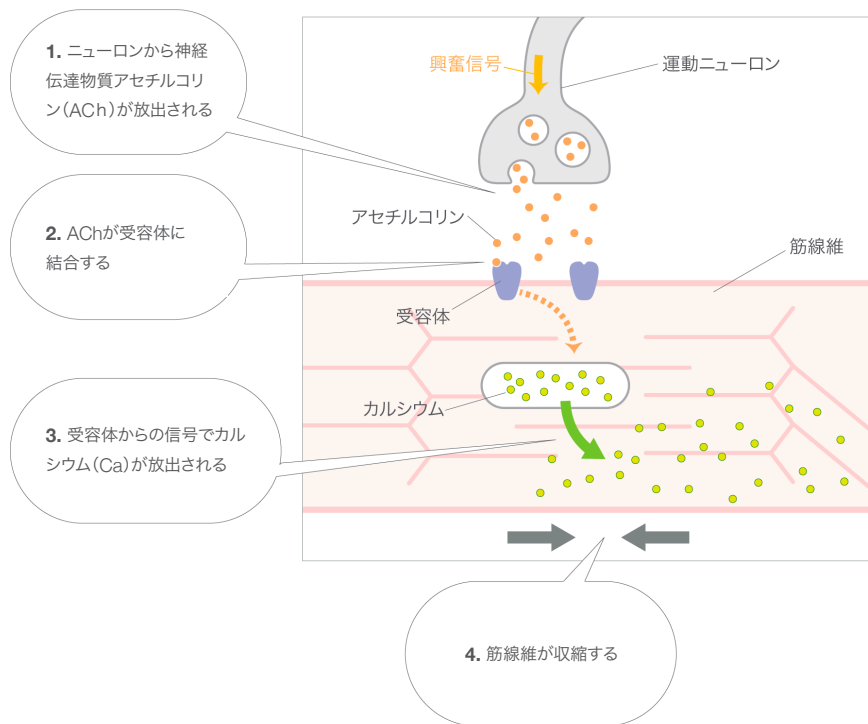 1. ニューロンから神経
伝達物質アセチルコリ
ン(ACh)が放出される
興奮信号
運動ニューロン
アセチルコリン
2. AChが受容体に
結合する
筋線維
受容体
カルシウム
3. 受容体からの信号でカル
シウム(Ca)が放出される
4. 筋線維が収縮する